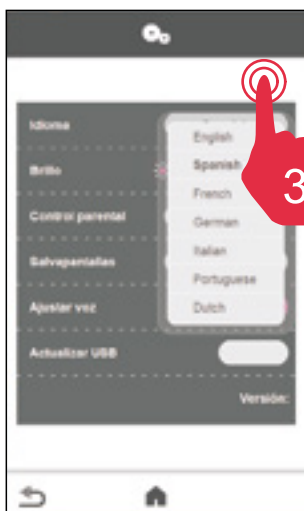 Idioma
English
Brillo
Spanish
3
French
Control parental
German
Salvapantallas
Italian
Portuguese
Ajustar voz
Dutch
Actualizar USB
Versión: